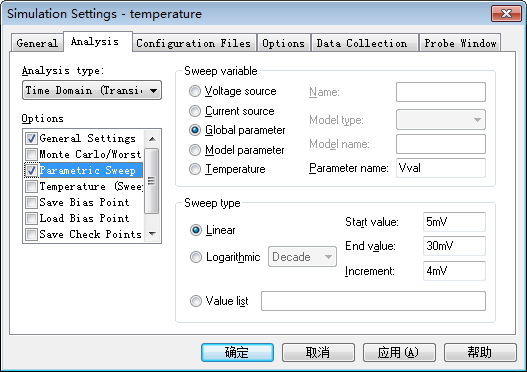 Simulation Settings - temperature
General Analysis Configuration Files Options Data Collection Probe Window
Analysis type:
Time Domain (Transi
Options
General Settings
Monte Carlo/Worst
Parametric Sweep
Temperature (Swee
Save Bias Point
Load Bias Point
Save Check Points
Sweep variable
Voltage source
Current source
Global parameter
Model parameter
Temperature
Name:
Model type:
Model name:
Parameter name: Vval
Sweep type
Linear
Logarithmic Decade
Value list
Start value: 5mV
End value: 30mV
Increment: 4mV
确定 取消 应用(A) 帮助